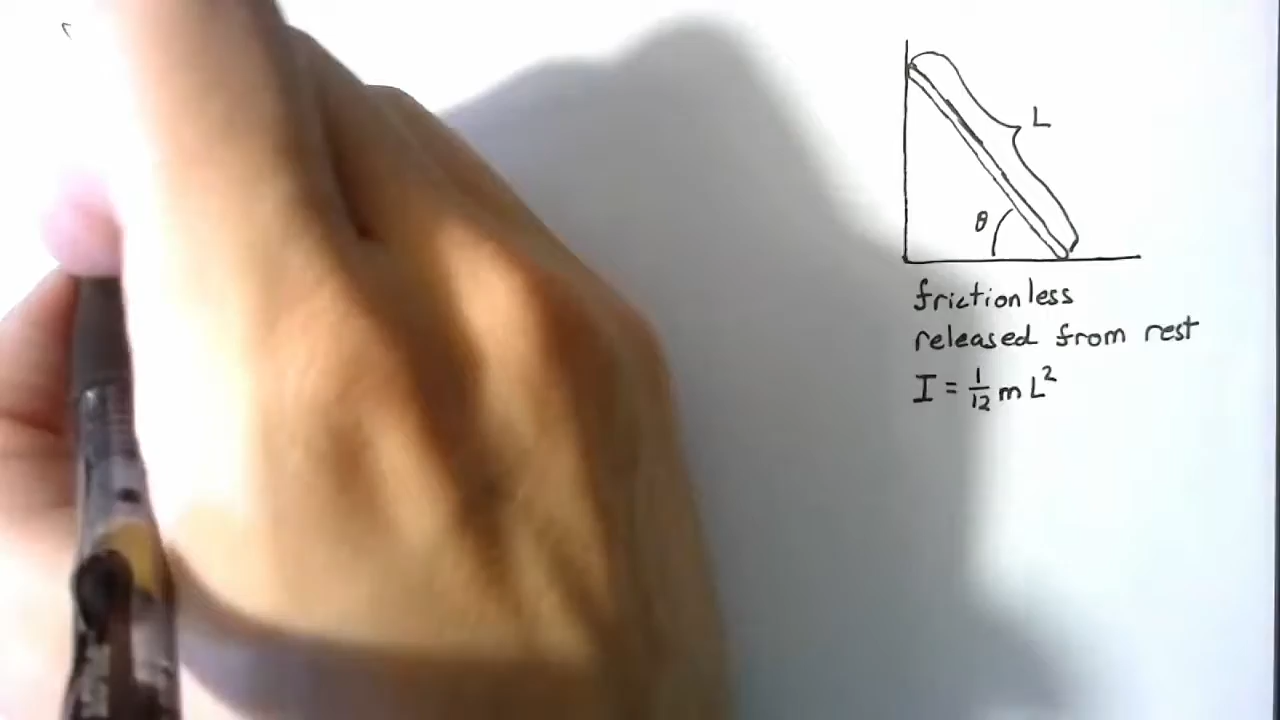 L
θ
frictionless
released from rest
I = 1/12 m L²